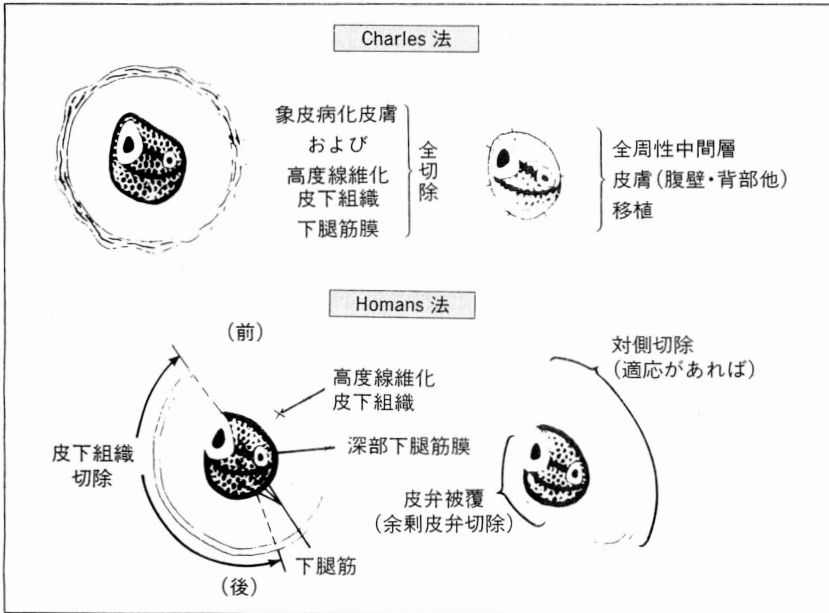 Charles 法
象皮病化皮膚
および
高度線維化
皮下組織
下腿筋膜
全切除
全周性中間層
皮膚(腹壁・背部他)
移植
Homans 法
(前)
高度線維化
皮下組織
深部下腿筋膜
皮下組織
切除
下腿筋
(後)
対側切除
(適応があれば)
皮弁被覆
(余剰皮弁切除)